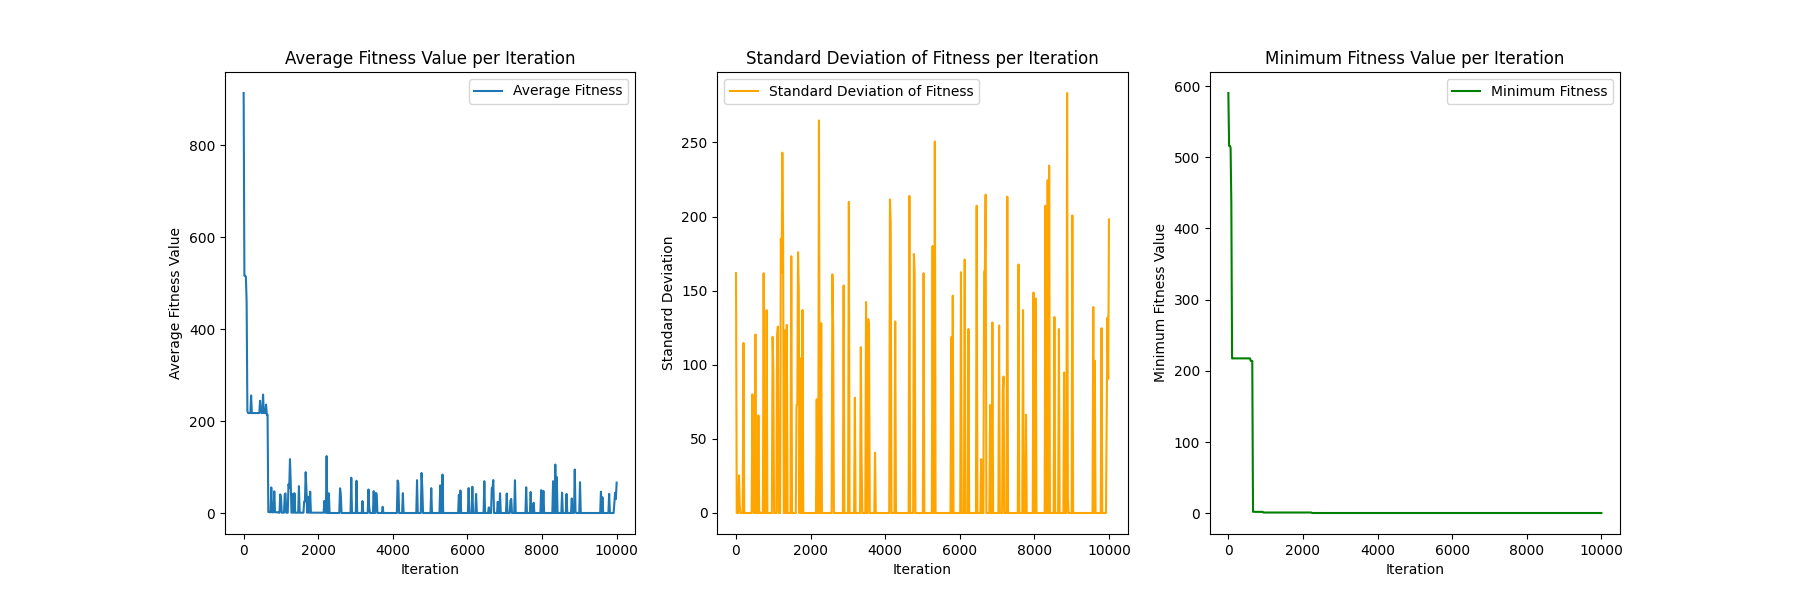 Average Fitness Value per Iteration
Average Fitness
Average Fitness Value
800
600
400
200
0
0 2000 4000 6000 8000 10000
Iteration
Standard Deviation of Fitness per Iteration
Standard Deviation of Fitness
Standard Deviation
250
200
150
100
50
0
0 2000 4000 6000 8000 10000
Iteration
Minimum Fitness Value per Iteration
Minimum Fitness
Minimum Fitness Value
600
500
400
300
200
100
0
0 2000 4000 6000 8000 10000
Iteration